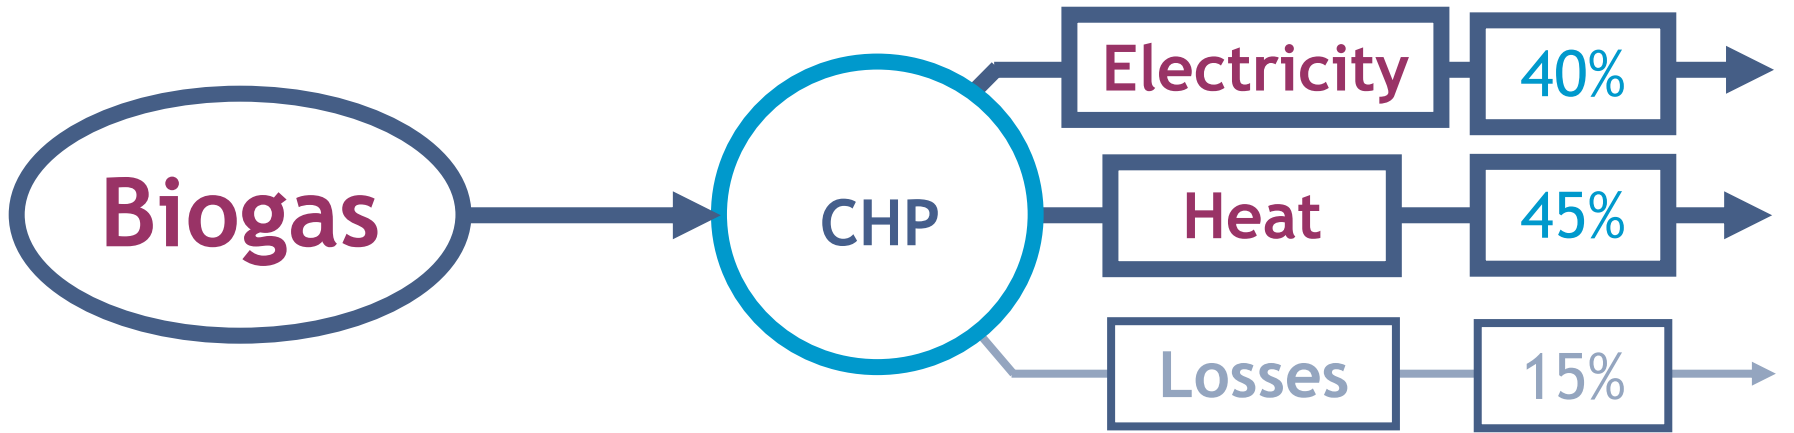 Biogas
CHP
Electricity
40%
Heat
45%
Losses
15%